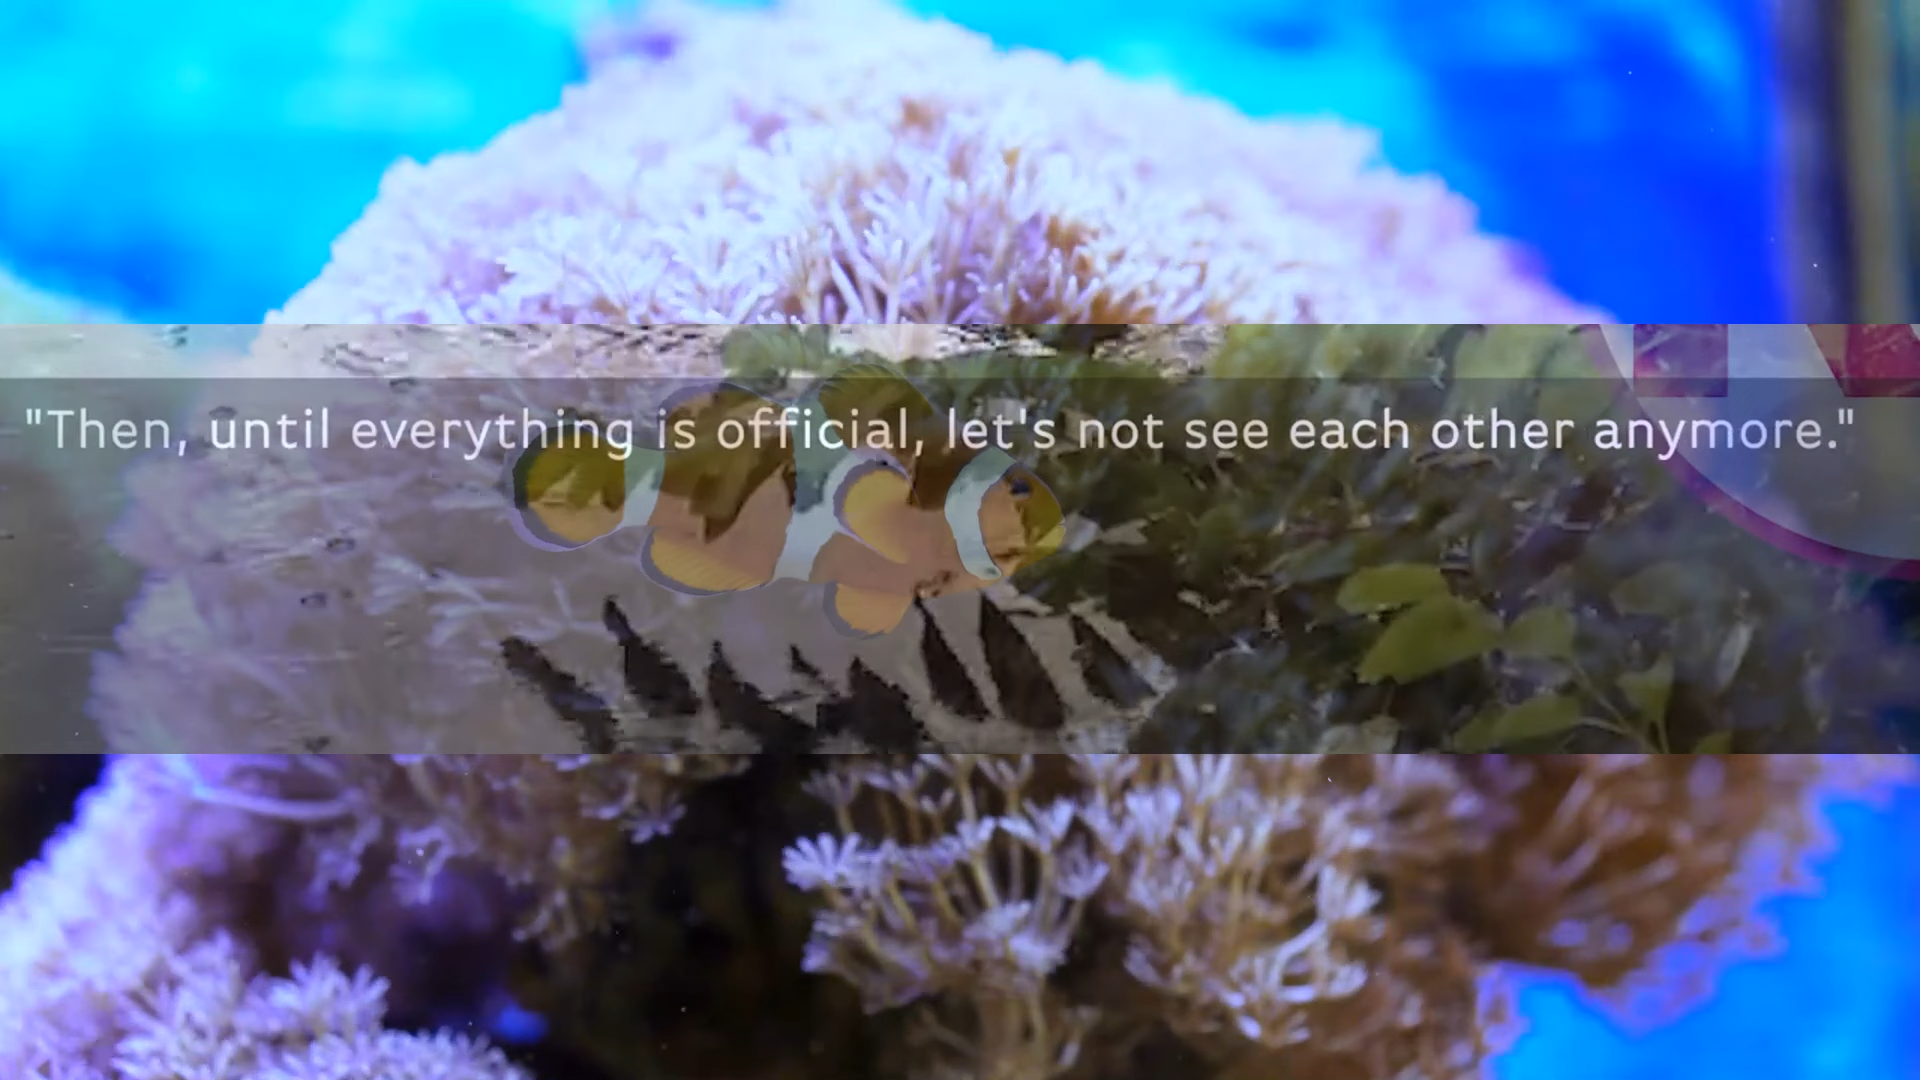 "Then, until everything is official, let's not see each other anymore."